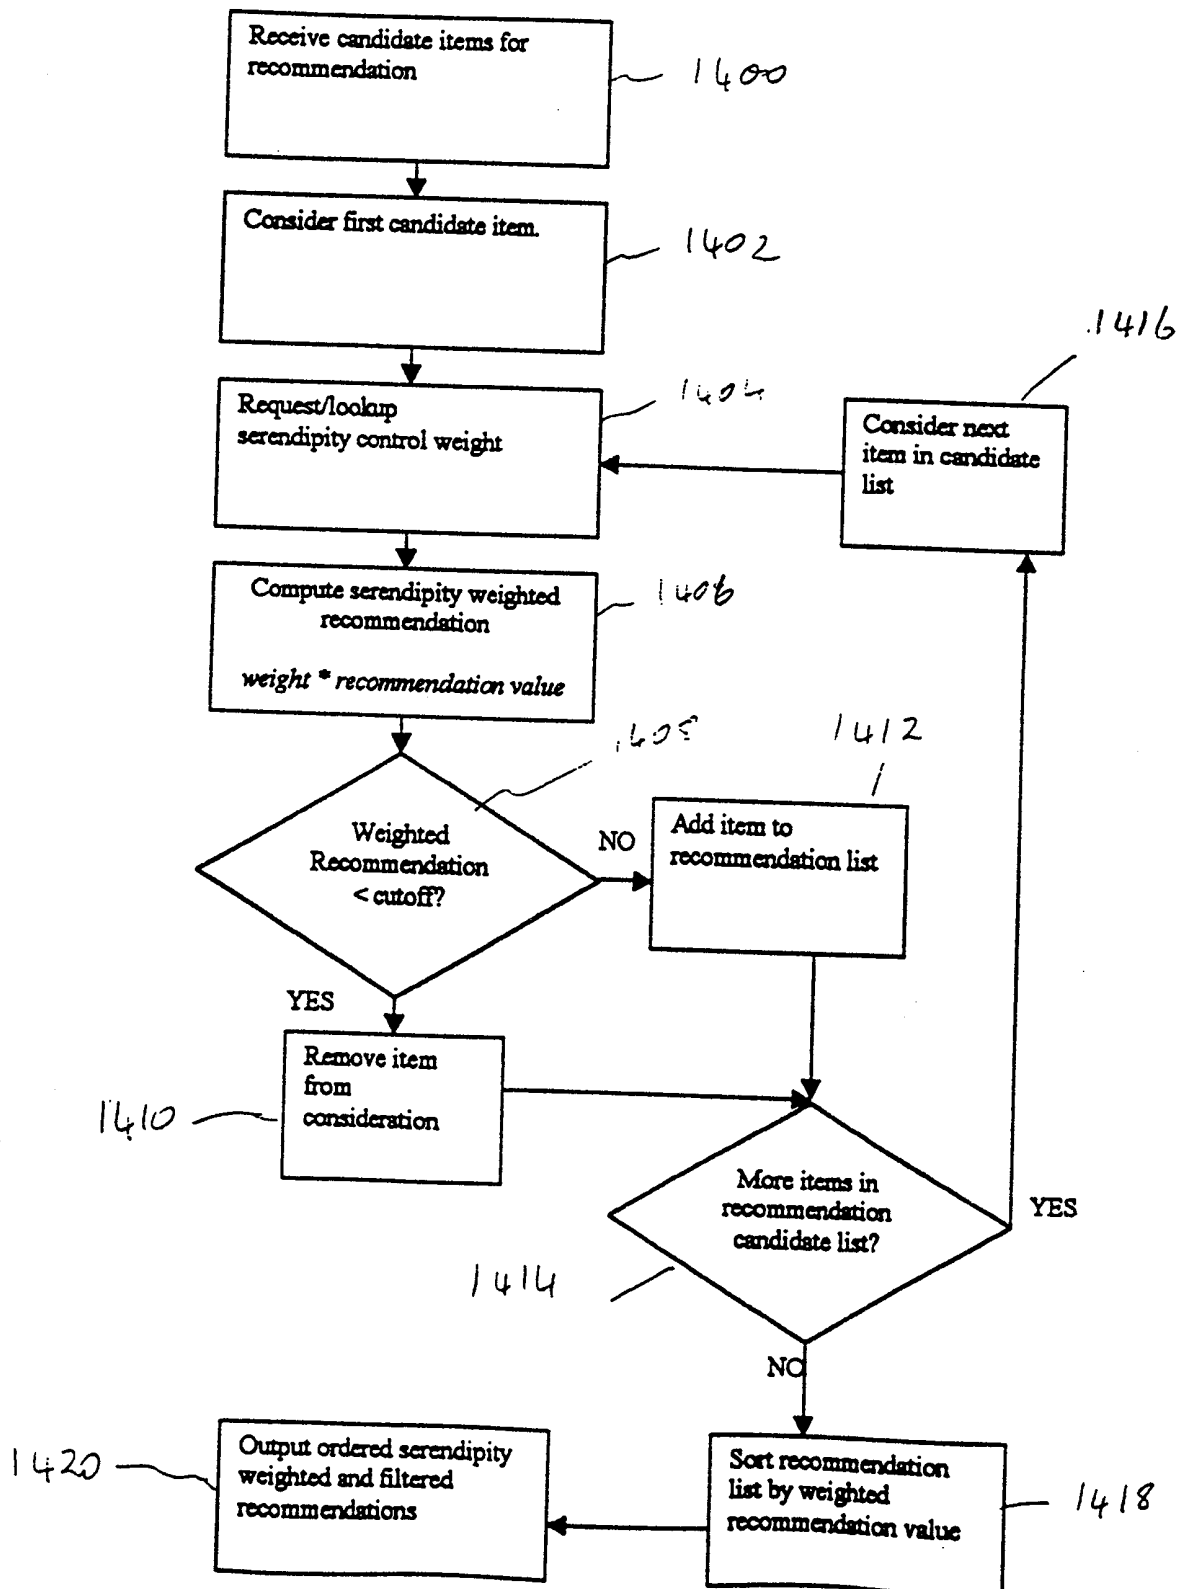 Receive candidate items for
recommendation
1400
Consider first candidate item.
1402
1416
Request/lookup
serendipity control weight
1404
Consider next
item in candidate
list
Compute serendipity weighted
recommendation
weight * recommendation value
1406
1412
Weighted
Recommendation
< cutoff?
NO
Add item to
recommendation list
YES
Remove item
from
consideration
1410
More items in
recommendation
candidate list?
YES
1414
NO
Output ordered serendipity
weighted and filtered
recommendations
1420
Sort recommendation
list by weighted
recommendation value
1418